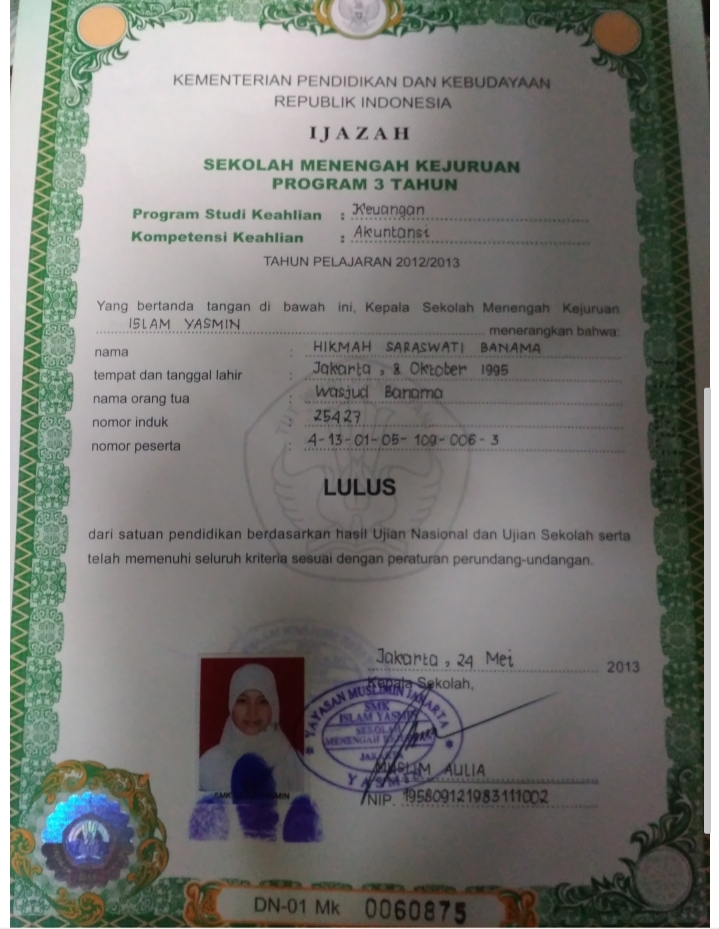 KEMENTERIAN PENDIDIKAN DAN KEBUDAYAAN
REPUBLIK INDONESIA
IJAZAH
SEKOLAH MENENGAH KEJURUAN
PROGRAM 3 TAHUN
Program Studi Keahlian : Keuangan
Kompetensi Keahlian : Akuntansi
TAHUN PELAJARAN 2012/2013
Yang bertanda tangan di bawah ini, Kepala Sekolah Menengah Kejuruan
ISLAM YASMIN menerangkan bahwa:
nama : HIKMAH SARASWATI BANAMA
tempat dan tanggal lahir : Jakarta, 8 Oktober 1995
nama orang tua : Wasjud Banama
nomor induk : 25427
nomor peserta : 4-13-01-05-109-006-3
LULUS
dari satuan pendidikan berdasarkan hasil Ujian Nasional dan Ujian Sekolah serta
telah memenuhi seluruh kriteria sesuai dengan peraturan perundang-undangan.
Jakarta, 24 Mei 2013
Kepala Sekolah,
YAYASAN MUSLIMIN JAKARTA
SMK
ISLAM YASMIN
SEKOLAH
MENENGAH
YASMIN
MUSLIM AULIA
NIP. 195809121983111002
DN-01 Mk 0060875